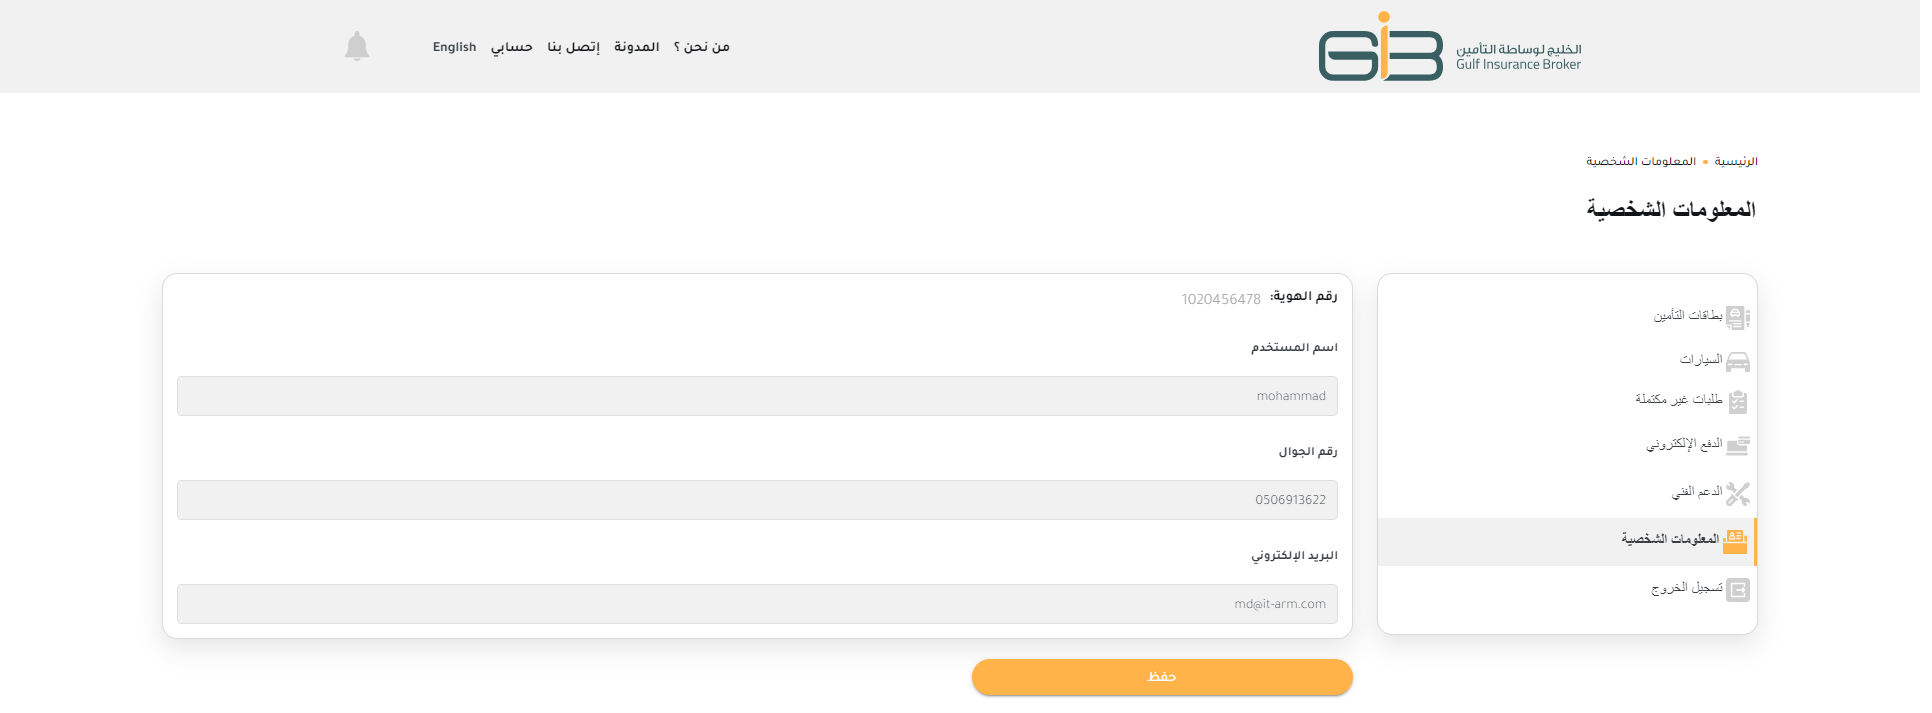 الخليج لوساطة التأمين
Gulf Insurance Broker
من نحن ؟ المدونة إتصل بنا حسابي English
الرئيسية • المعلومات الشخصية
المعلومات الشخصية
بطاقات التأمين
السيارات
طلبات غير مكتملة
الدفع الإلكتروني
الدعم الفني
المعلومات الشخصية
تسجيل الخروج
رقم الهوية: 1020456478
اسم المستخدم
mohammad
رقم الجوال
0506913622
البريد الإلكتروني
md@it-arm.com
حفظ